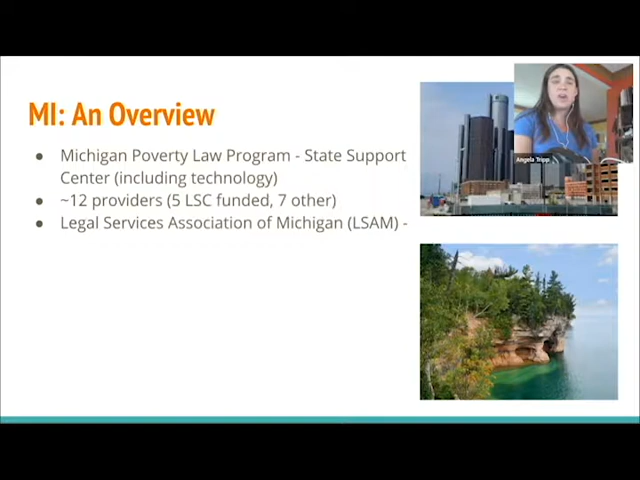 MI: An Overview
Michigan Poverty Law Program - State Support
Center (including technology)
~12 providers (5 LSC funded, 7 other)
Legal Services Association of Michigan (LSAM) -
Angela Tripp